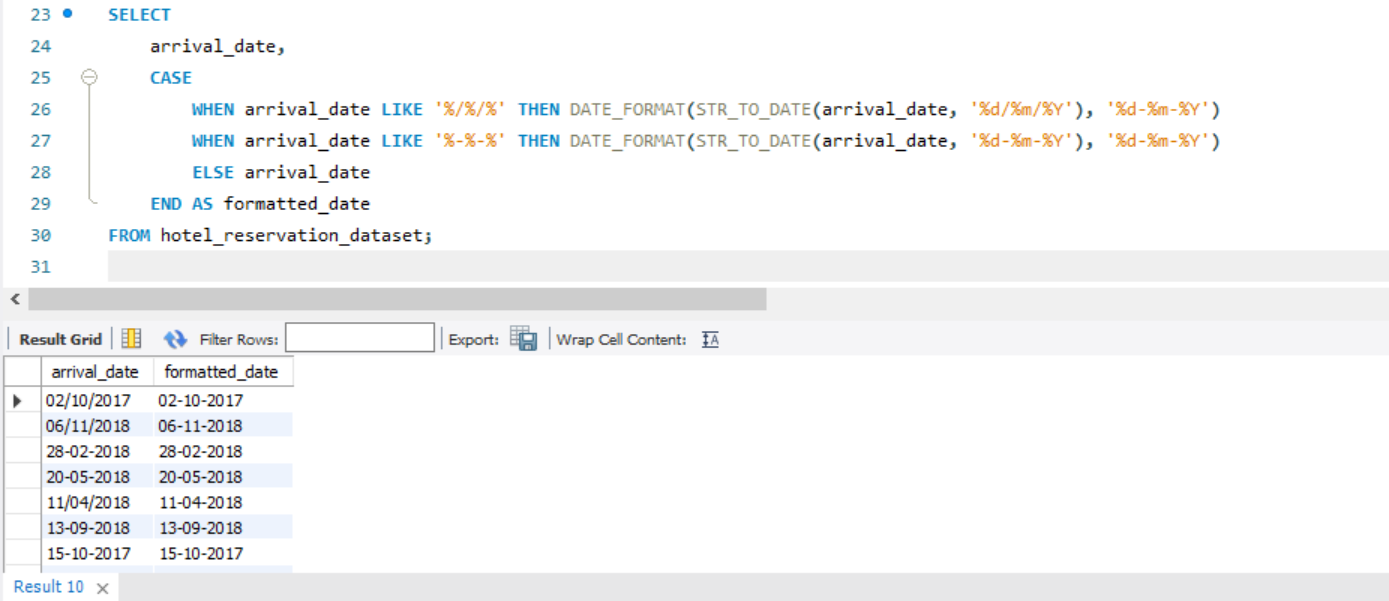 23 SELECT
24 arrival_date,
25 CASE
26 WHEN arrival_date LIKE '%/%/%' THEN DATE_FORMAT(STR_TO_DATE(arrival_date, '%d/%m/%Y'), '%d-%m-%Y')
27 WHEN arrival_date LIKE '%-%-%' THEN DATE_FORMAT(STR_TO_DATE(arrival_date, '%d-%m-%Y'), '%d-%m-%Y')
28 ELSE arrival_date
29 END AS formatted_date
30 FROM hotel_reservation_dataset;
31
Result Grid Filter Rows: Export: Wrap Cell Content: IA
arrival_date formatted_date
02/10/2017 02-10-2017
06/11/2018 06-11-2018
28-02-2018 28-02-2018
20-05-2018 20-05-2018
11/04/2018 11-04-2018
13-09-2018 13-09-2018
15-10-2017 15-10-2017
Result 10